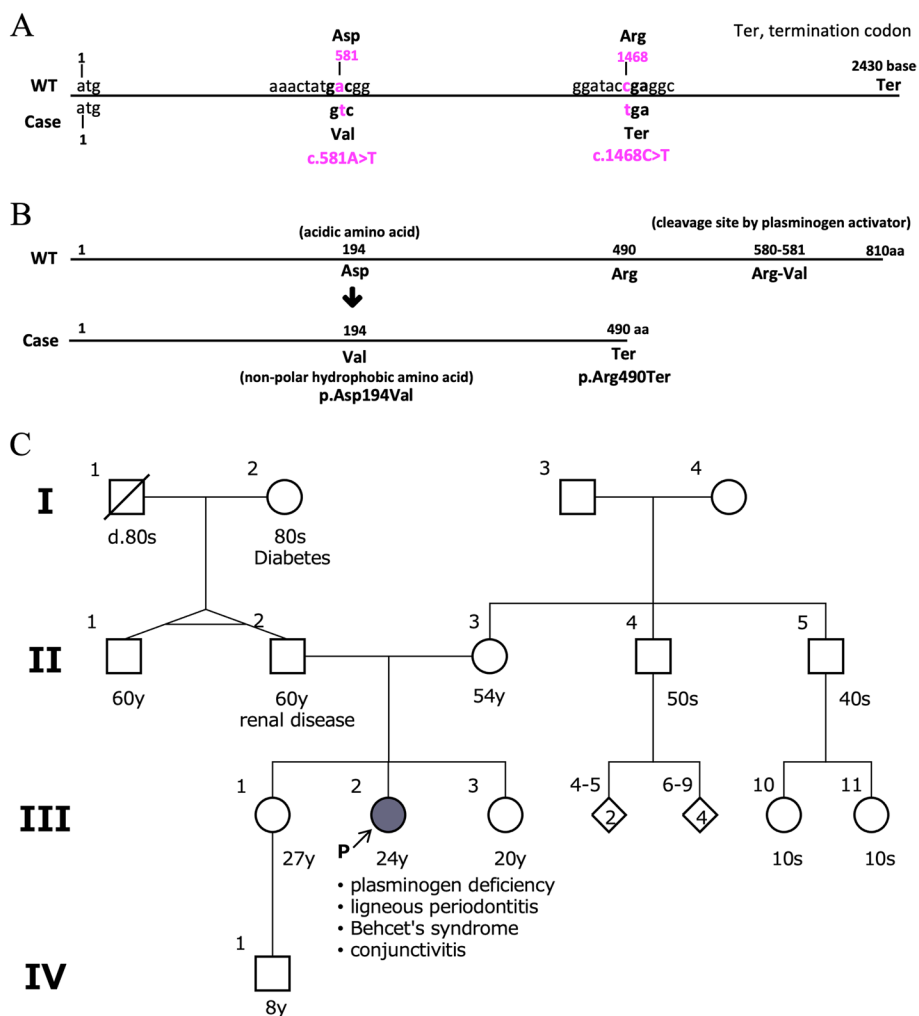 A
Asp
Arg
Ter, termination codon
1
581
1468
2430 base
WT
atg
aaactatgacgg
ggataccgaggc
Ter
Case
atg
gtc
tga
1
Val
Ter
c.581A>T
c.1468C>T
B
(acidic amino acid)
(cleavage site by plasminogen activator)
1
194
490
580-581
810aa
WT
Asp
Arg
Arg-Val
1
194
490 aa
Case
Val
Ter
(non-polar hydrophobic amino acid)
p.Arg490Ter
p.Asp194Val
C
1
2
3
4
I
d.80s
80s
Diabetes
1
2
3
4
5
II
60y
60y
54y
50s
40s
renal disease
1
2
3
4-5
6-9
10
11
III
2
4
P
27y
24y
20y
10s
10s
• plasminogen deficiency
• ligneous periodontitis
• Behcet's syndrome
• conjunctivitis
1
IV
8y